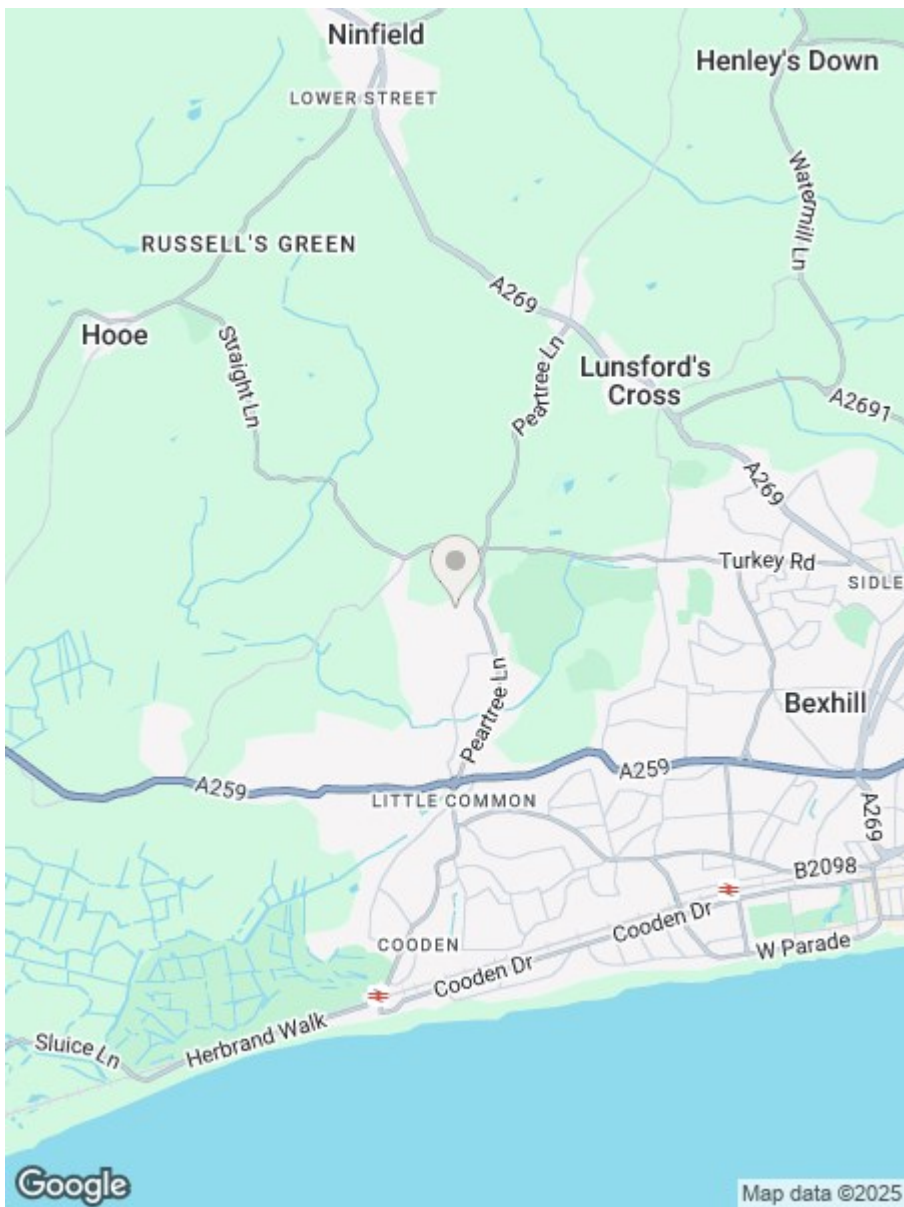 Ninfield
LOWER STREET
Henley's Down
Watermill Ln
RUSSELL'S GREEN
A269
Hooe
Straight Ln
Peartree Ln
Lunsford's
Cross
A2691
A269
Turkey Rd
SIDLE
Peartree Ln
Bexhill
A259
A259
LITTLE COMMON
A269
B2098
Cooden Dr
COODEN
W Parade
Cooden Dr
Herbrand Walk
Sluice Ln
Google
Map data ©2025